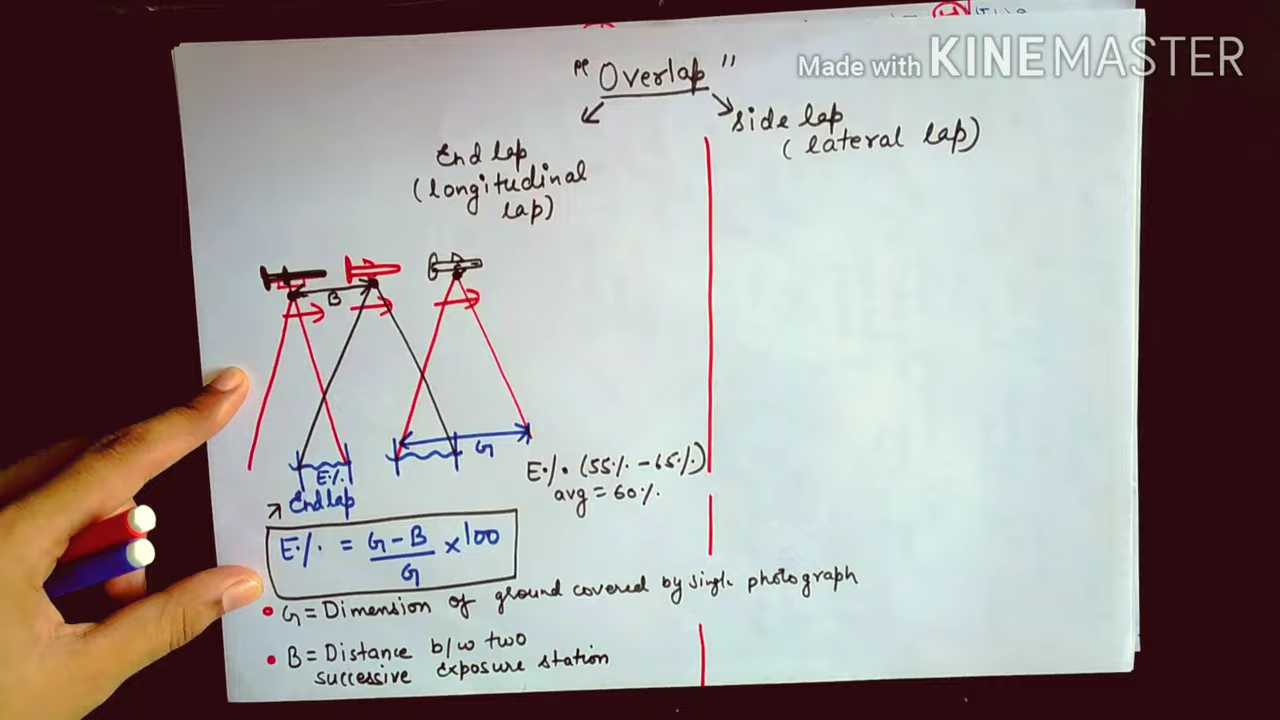 Made with KINEMASTER
"Overlap"
End lap
(longitudinal
lap)
Side lap
(lateral lap)
B
G
E%
End lap
E% (55% - 65%)
avg = 60%
E% = G - B / G × 100
• G = Dimension of ground covered by single photograph
• B = Distance b/w two
successive exposure station